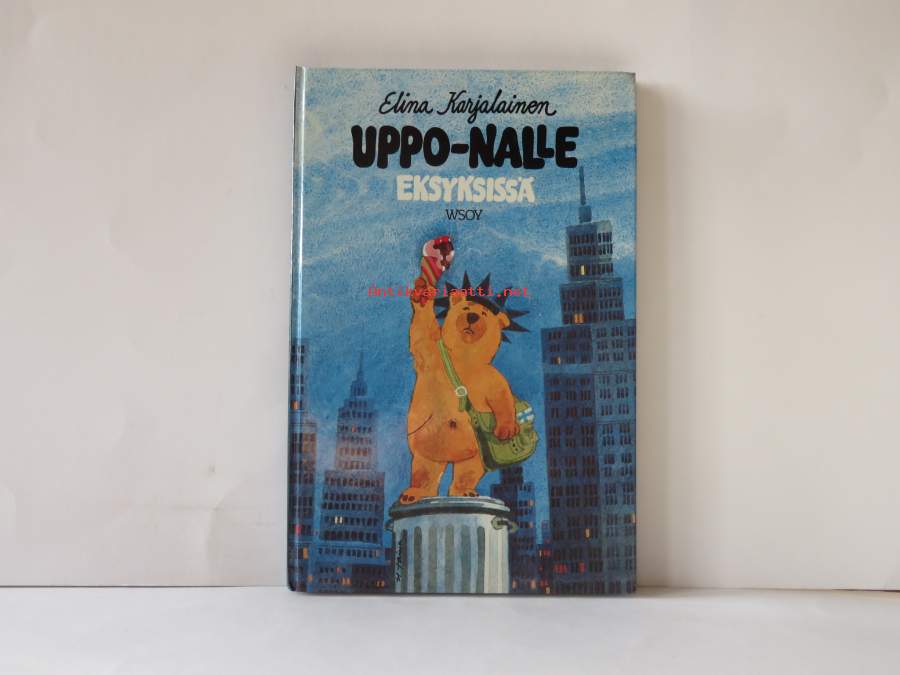 Elina Karjalainen
UPPO-NALLE
EKSYKSISSÄ
WSOY
antikvariaatti.net